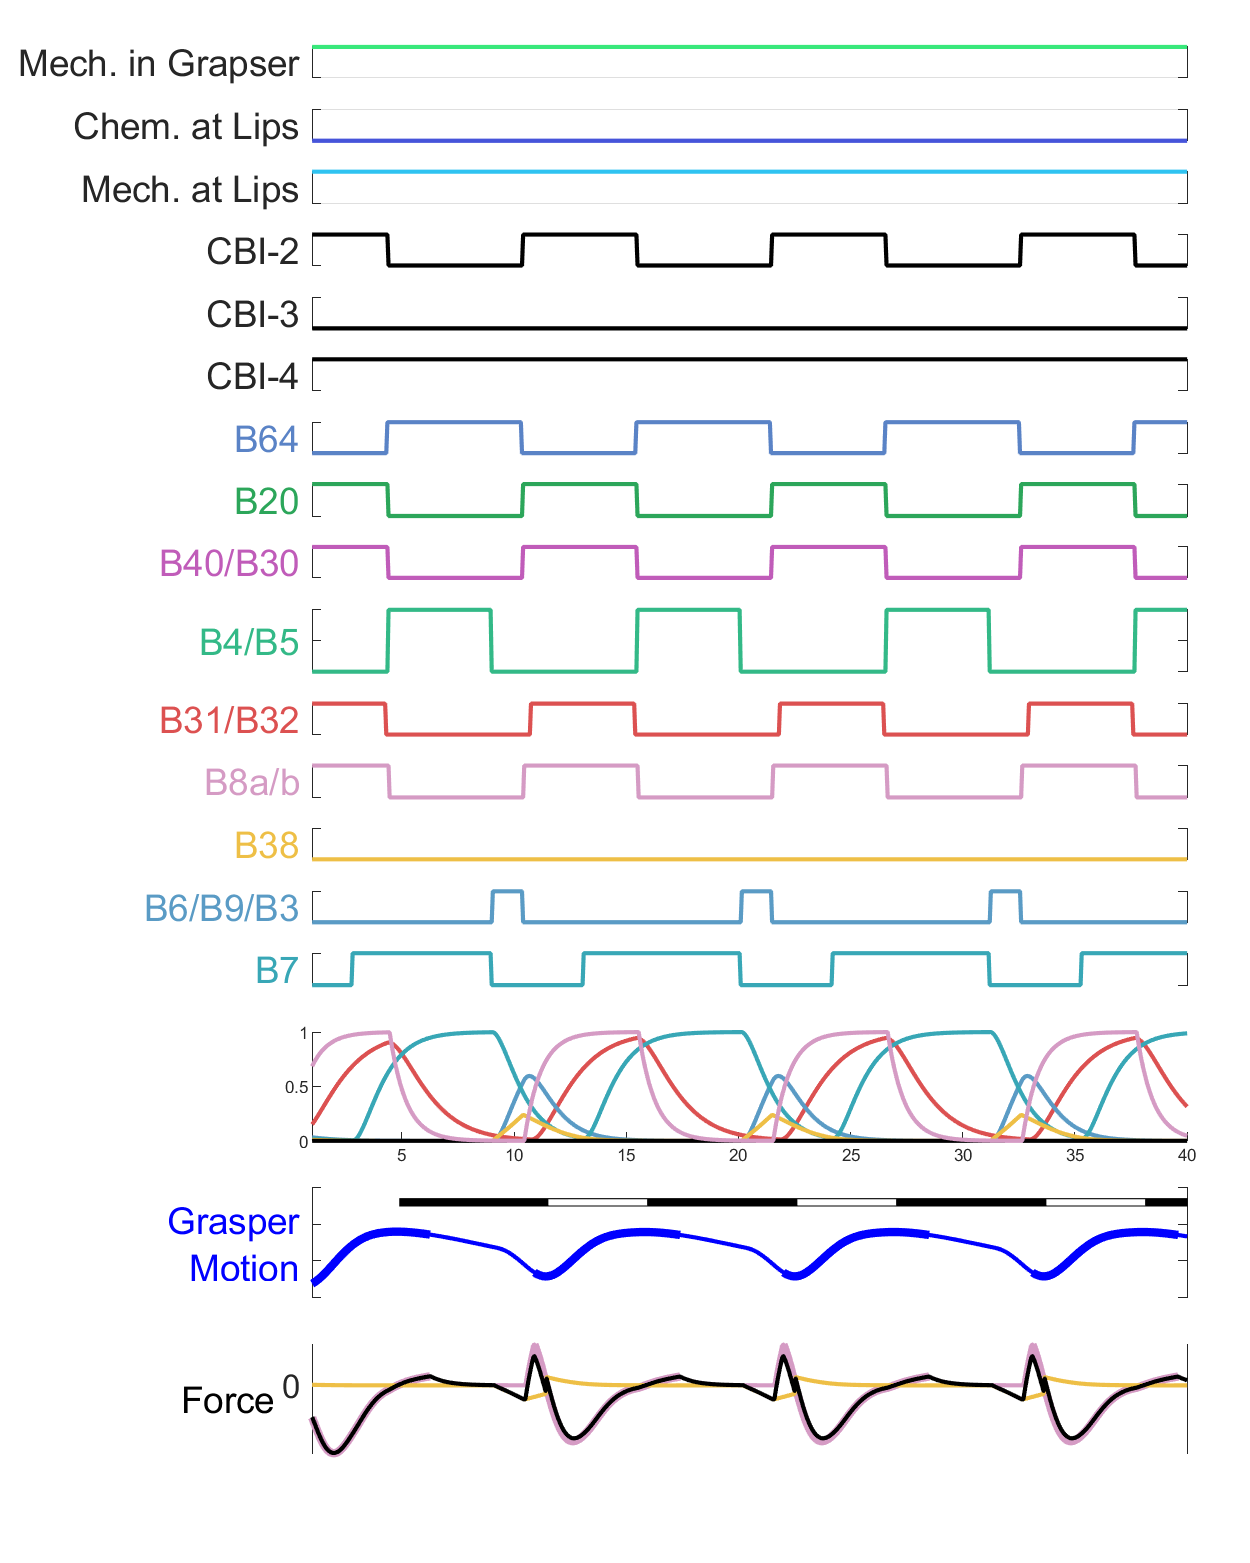 Mech. in Grapser
Chem. at Lips
Mech. at Lips
CBI-2
CBI-3
CBI-4
B64
B20
B40/B30
B4/B5
B31/B32
B8a/b
B38
B6/B9/B3
B7
1
0.5
0
5 10 15 20 25 30 35 40
Grasper
Motion
Force 0